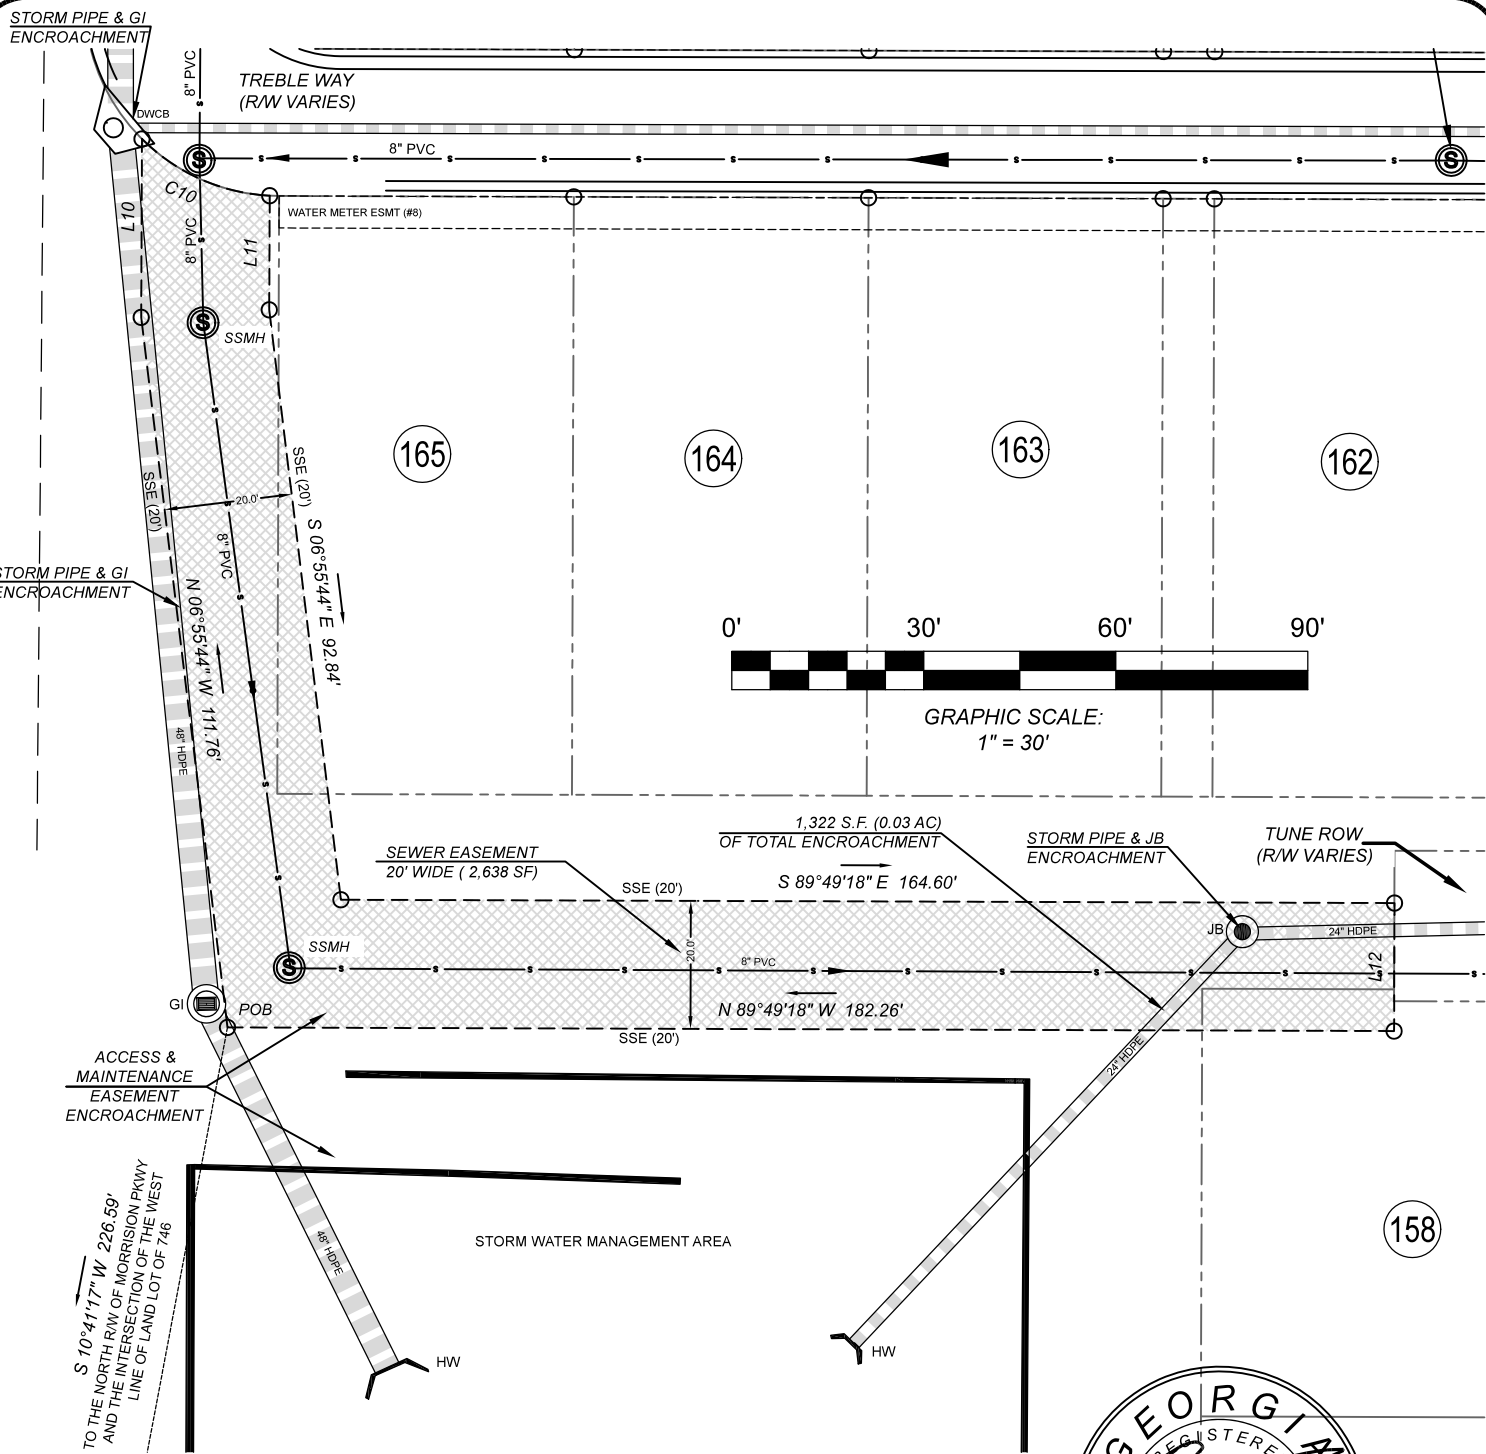 STORM PIPE & GI
ENCROACHMENT
8" PVC
TREBLE WAY
(R/W VARIES)
DWCB
S
8" PVC
S
C10
L10
8" PVC
L11
WATER METER ESMT (#8)
S
SSMH
165
164
163
162
SSE (20')
SSE (20')
20.0'
8" PVC
S 06°55'44" E 92.84'
STORM PIPE & GI
ENCROACHMENT
N 06°55'44" W 111.76'
48" HDPE
0' 30' 60' 90'
GRAPHIC SCALE:
1" = 30'
SEWER EASEMENT
20' WIDE ( 2,638 SF)
1,322 S.F. (0.03 AC)
OF TOTAL ENCROACHMENT
STORM PIPE & JB
ENCROACHMENT
TUNE ROW
(R/W VARIES)
SSE (20')
S 89°49'18" E 164.60'
JB
24" HDPE
SSMH
S
20.0'
8" PVC
L12
GI
POB
N 89°49'18" W 182.26'
SSE (20')
24" HDPE
ACCESS &
MAINTENANCE
EASEMENT
ENCROACHMENT
S 10°41'17" W 226.59'
TO THE NORTH R/W OF MORRISION PKWY
AND THE INTERSECTION OF THE WEST
LINE OF LAND LOT OF 746
48" HDPE
STORM WATER MANAGEMENT AREA
158
HW
HW
GEORGIA
REGISTERE